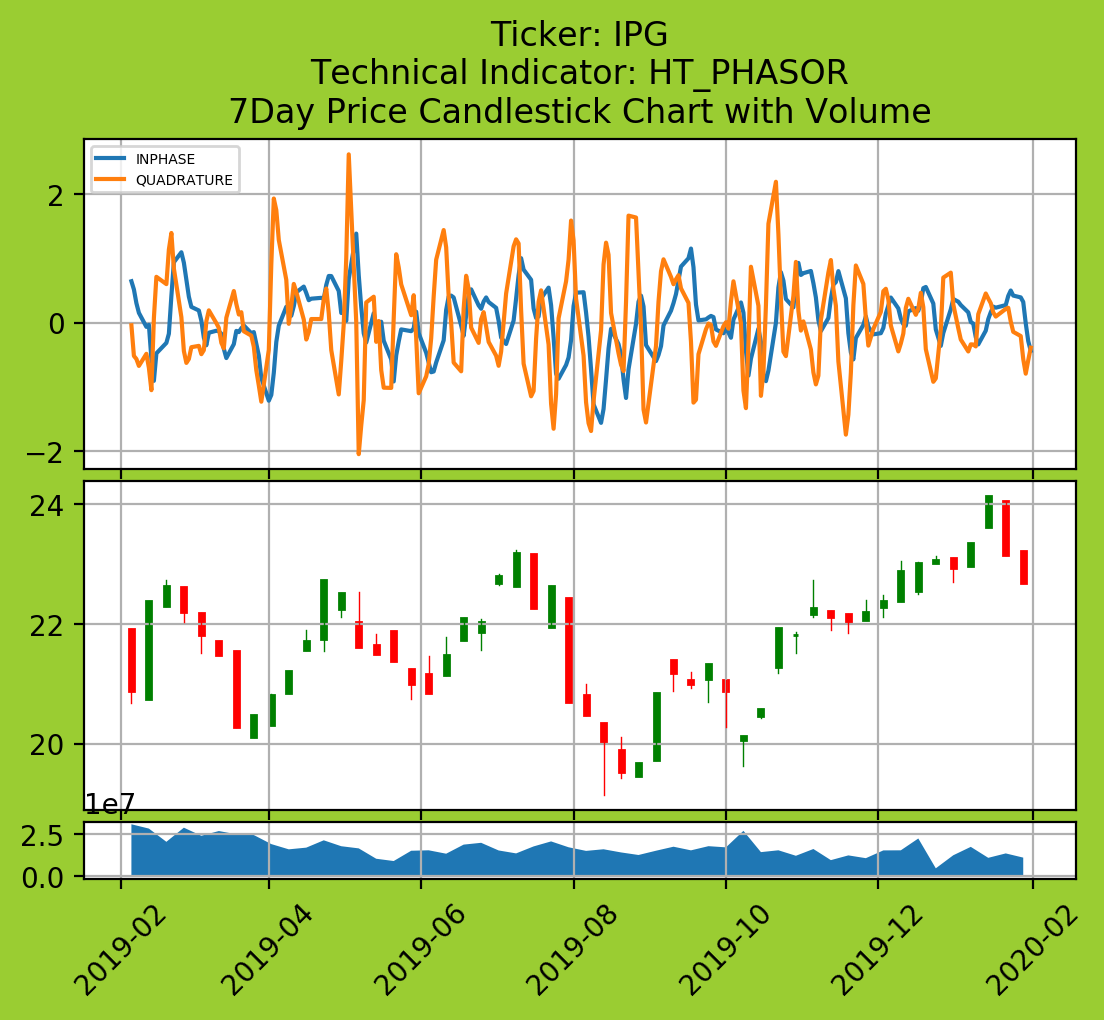 Ticker: IPG
Technical Indicator: HT_PHASOR
7Day Price Candlestick Chart with Volume
INPHASE
QUADRATURE
2
0
−2
24
22
20
1e7
2.5
0.0
2019-02
2019-04
2019-06
2019-08
2019-10
2019-12
2020-02